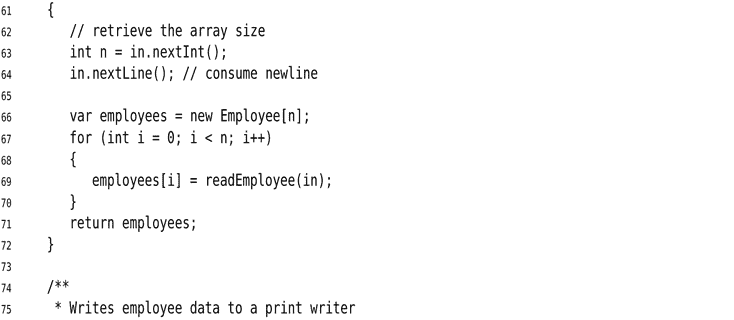 61 {
62 // retrieve the array size
63 int n = in.nextInt();
64 in.nextLine(); // consume newline
65
66 var employees = new Employee[n];
67 for (int i = 0; i < n; i++)
68 {
69 employees[i] = readEmployee(in);
70 }
71 return employees;
72 }
73
74 /**
75 * Writes employee data to a print writer